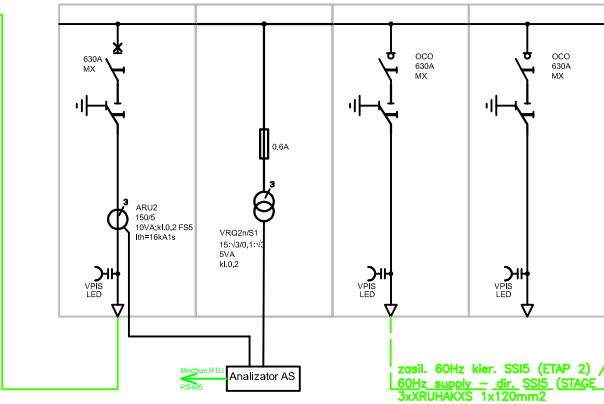 630A
MX
OCO
630A
MX
OCO
630A
MX
0.6A
3
ARU2
150/5
10VA;kl.0,2 FS5
Ith=16kA1s
3
VRQ2n/S1
15:√3/0,1:√3
5VA
kl.0,2
VPIS
LED
VPIS
LED
VPIS
LED
Modbus RTU
RS485
Analizator AS
zasil. 60Hz kier. SSI5 (ETAP 2) /
60Hz supply – dir. SSI5 (STAGE
3xXRUHAKXS 1x120mm2